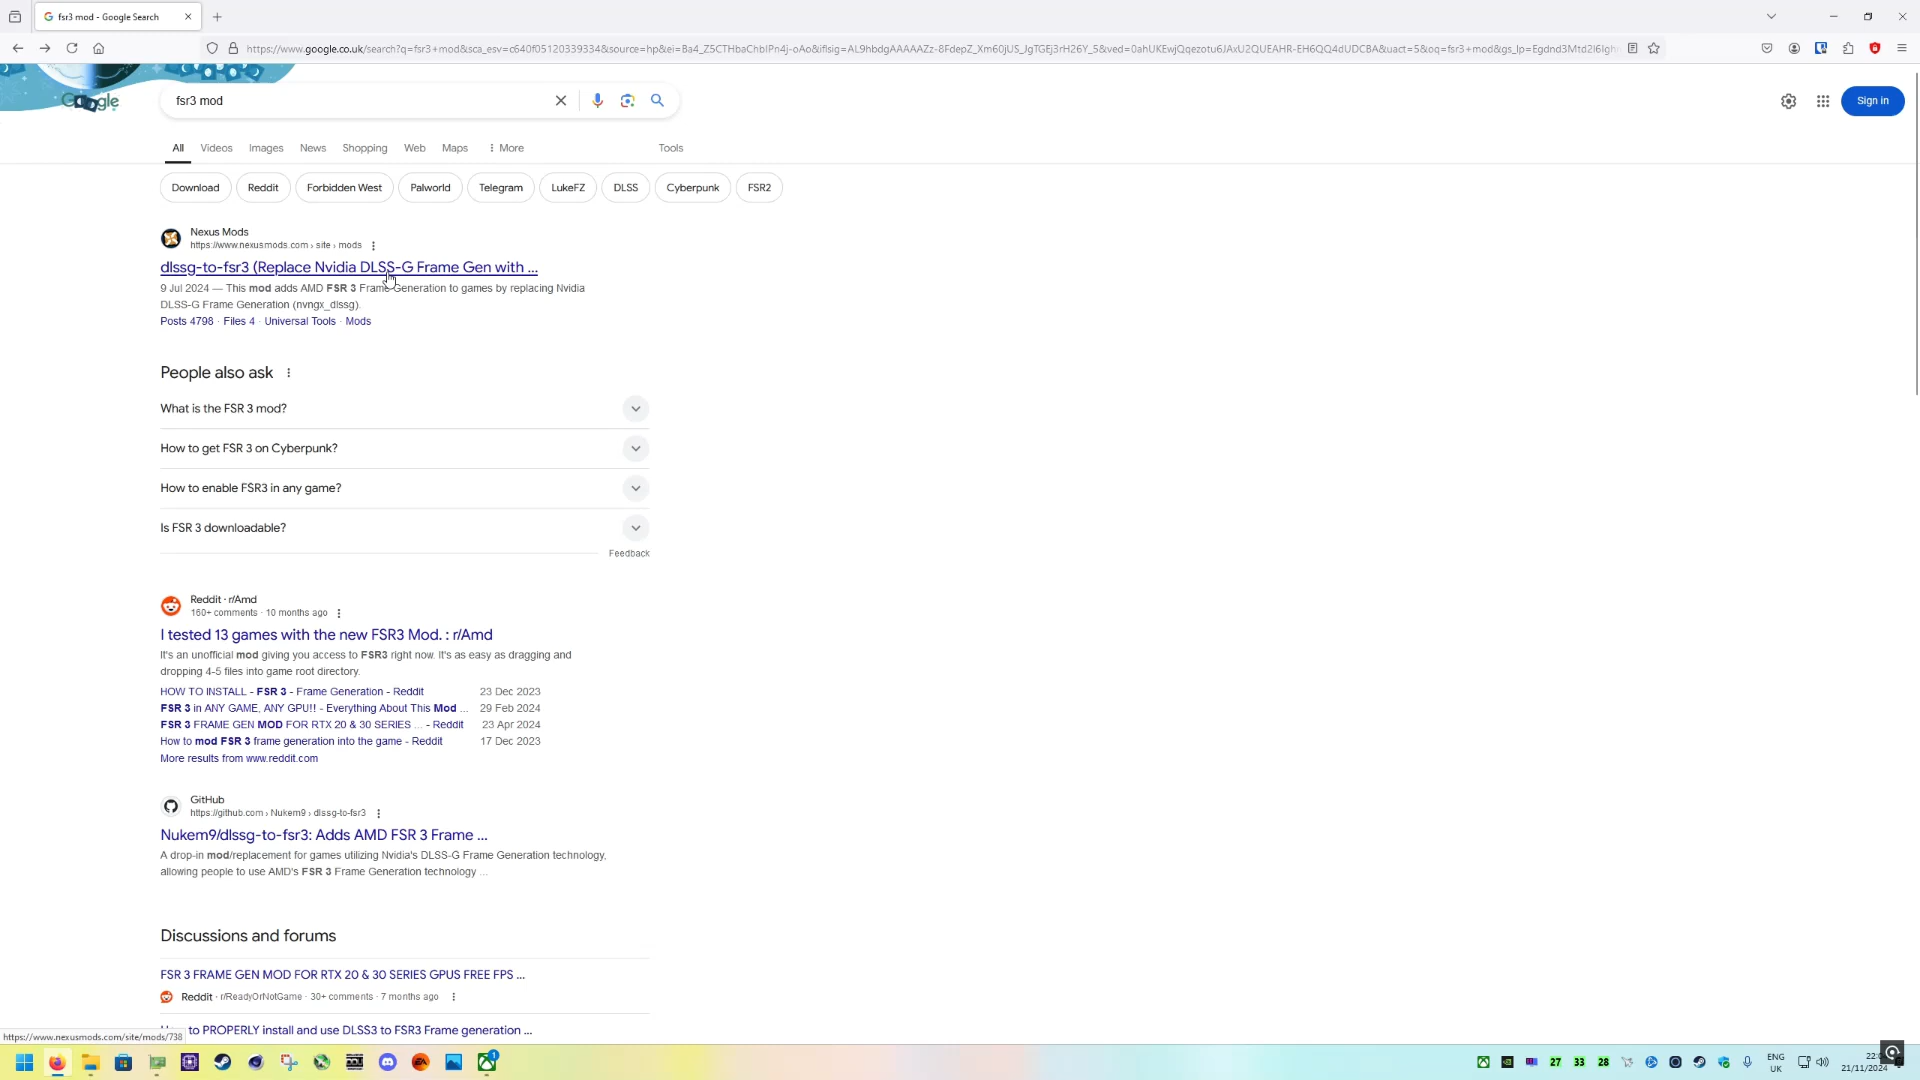 fsr3 mod - Google Search
https://www.google.co.uk/search?q=fsr3+mod&sca_esv=c640f05120339334&source=hp&ei=Ba4_Z5CTHbaChbIPn4j-oAo&iflsig=AL9hbdgAAAAAZz-8FdepZ_Xm60jUS_JgTGEj3rH26Y_5&ved=0ahUKEwjQqezotu6JAxU2QUEAHR-EH6QQ4dUDCBA&uact=5&oq=fsr3+mod&gs_lp=Egdnd3Mtd2l6Igh
Google
fsr3 mod
Sign in
All Videos Images News Shopping Web Maps More Tools
Download Reddit Forbidden West Palworld Telegram LukeFZ DLSS Cyberpunk FSR2
Nexus Mods
https://www.nexusmods.com › site › mods
dlssg-to-fsr3 (Replace Nvidia DLSS-G Frame Gen with ...
9 Jul 2024 — This mod adds AMD FSR 3 Frame Generation to games by replacing Nvidia
DLSS-G Frame Generation (nvngx_dlssg).
Posts 4798 · Files 4 · Universal Tools · Mods
People also ask
What is the FSR 3 mod?
How to get FSR 3 on Cyberpunk?
How to enable FSR3 in any game?
Is FSR 3 downloadable?
Feedback
Reddit · r/Amd
160+ comments · 10 months ago
I tested 13 games with the new FSR3 Mod. : r/Amd
It's an unofficial mod giving you access to FSR3 right now. It's as easy as dragging and
dropping 4-5 files into game root directory.
HOW TO INSTALL - FSR 3 - Frame Generation - Reddit 23 Dec 2023
FSR 3 in ANY GAME, ANY GPU!! - Everything About This Mod ... 29 Feb 2024
FSR 3 FRAME GEN MOD FOR RTX 20 & 30 SERIES ... - Reddit 23 Apr 2024
How to mod FSR 3 frame generation into the game - Reddit 17 Dec 2023
More results from www.reddit.com
GitHub
https://github.com › Nukem9 › dlssg-to-fsr3
Nukem9/dlssg-to-fsr3: Adds AMD FSR 3 Frame ...
A drop-in mod/replacement for games utilizing Nvidia's DLSS-G Frame Generation technology,
allowing people to use AMD's FSR 3 Frame Generation technology ...
Discussions and forums
FSR 3 FRAME GEN MOD FOR RTX 20 & 30 SERIES GPUS FREE FPS ...
Reddit · r/ReadyOrNotGame · 30+ comments · 7 months ago
to PROPERLY install and use DLSS3 to FSR3 Frame generation ...
https://www.nexusmods.com/site/mods/738
1
27 33 28
ENG
UK
22:
21/11/2024